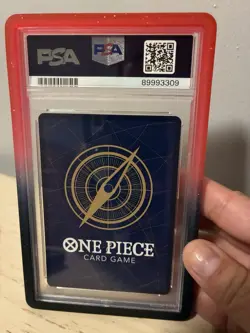 PSA PSA
89993309
ONE PIECE
CARD GAME